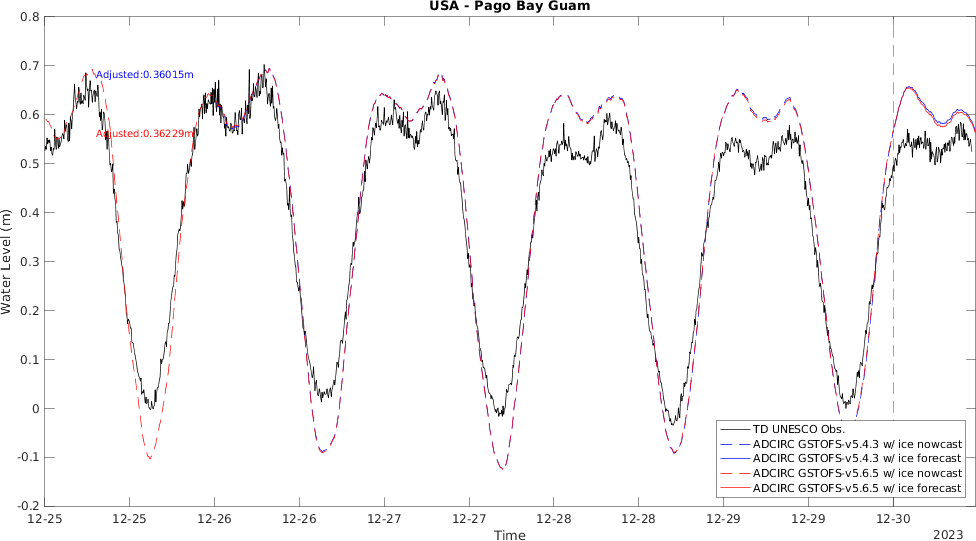 USA - Pago Bay Guam
0.8
0.7
0.6
0.5
0.4
0.3
0.2
0.1
0
-0.1
-0.2
Water Level (m)
Adjusted:0.36015m
Adjusted:0.36229m
TD UNESCO Obs.
ADCIRC GSTOFS-v5.4.3 w/ ice nowcast
ADCIRC GSTOFS-v5.4.3 w/ ice forecast
ADCIRC GSTOFS-v5.6.5 w/ ice nowcast
ADCIRC GSTOFS-v5.6.5 w/ ice forecast
12-25 12-25 12-26 12-26 12-27 12-27 12-28 12-28 12-29 12-29 12-30
Time
2023